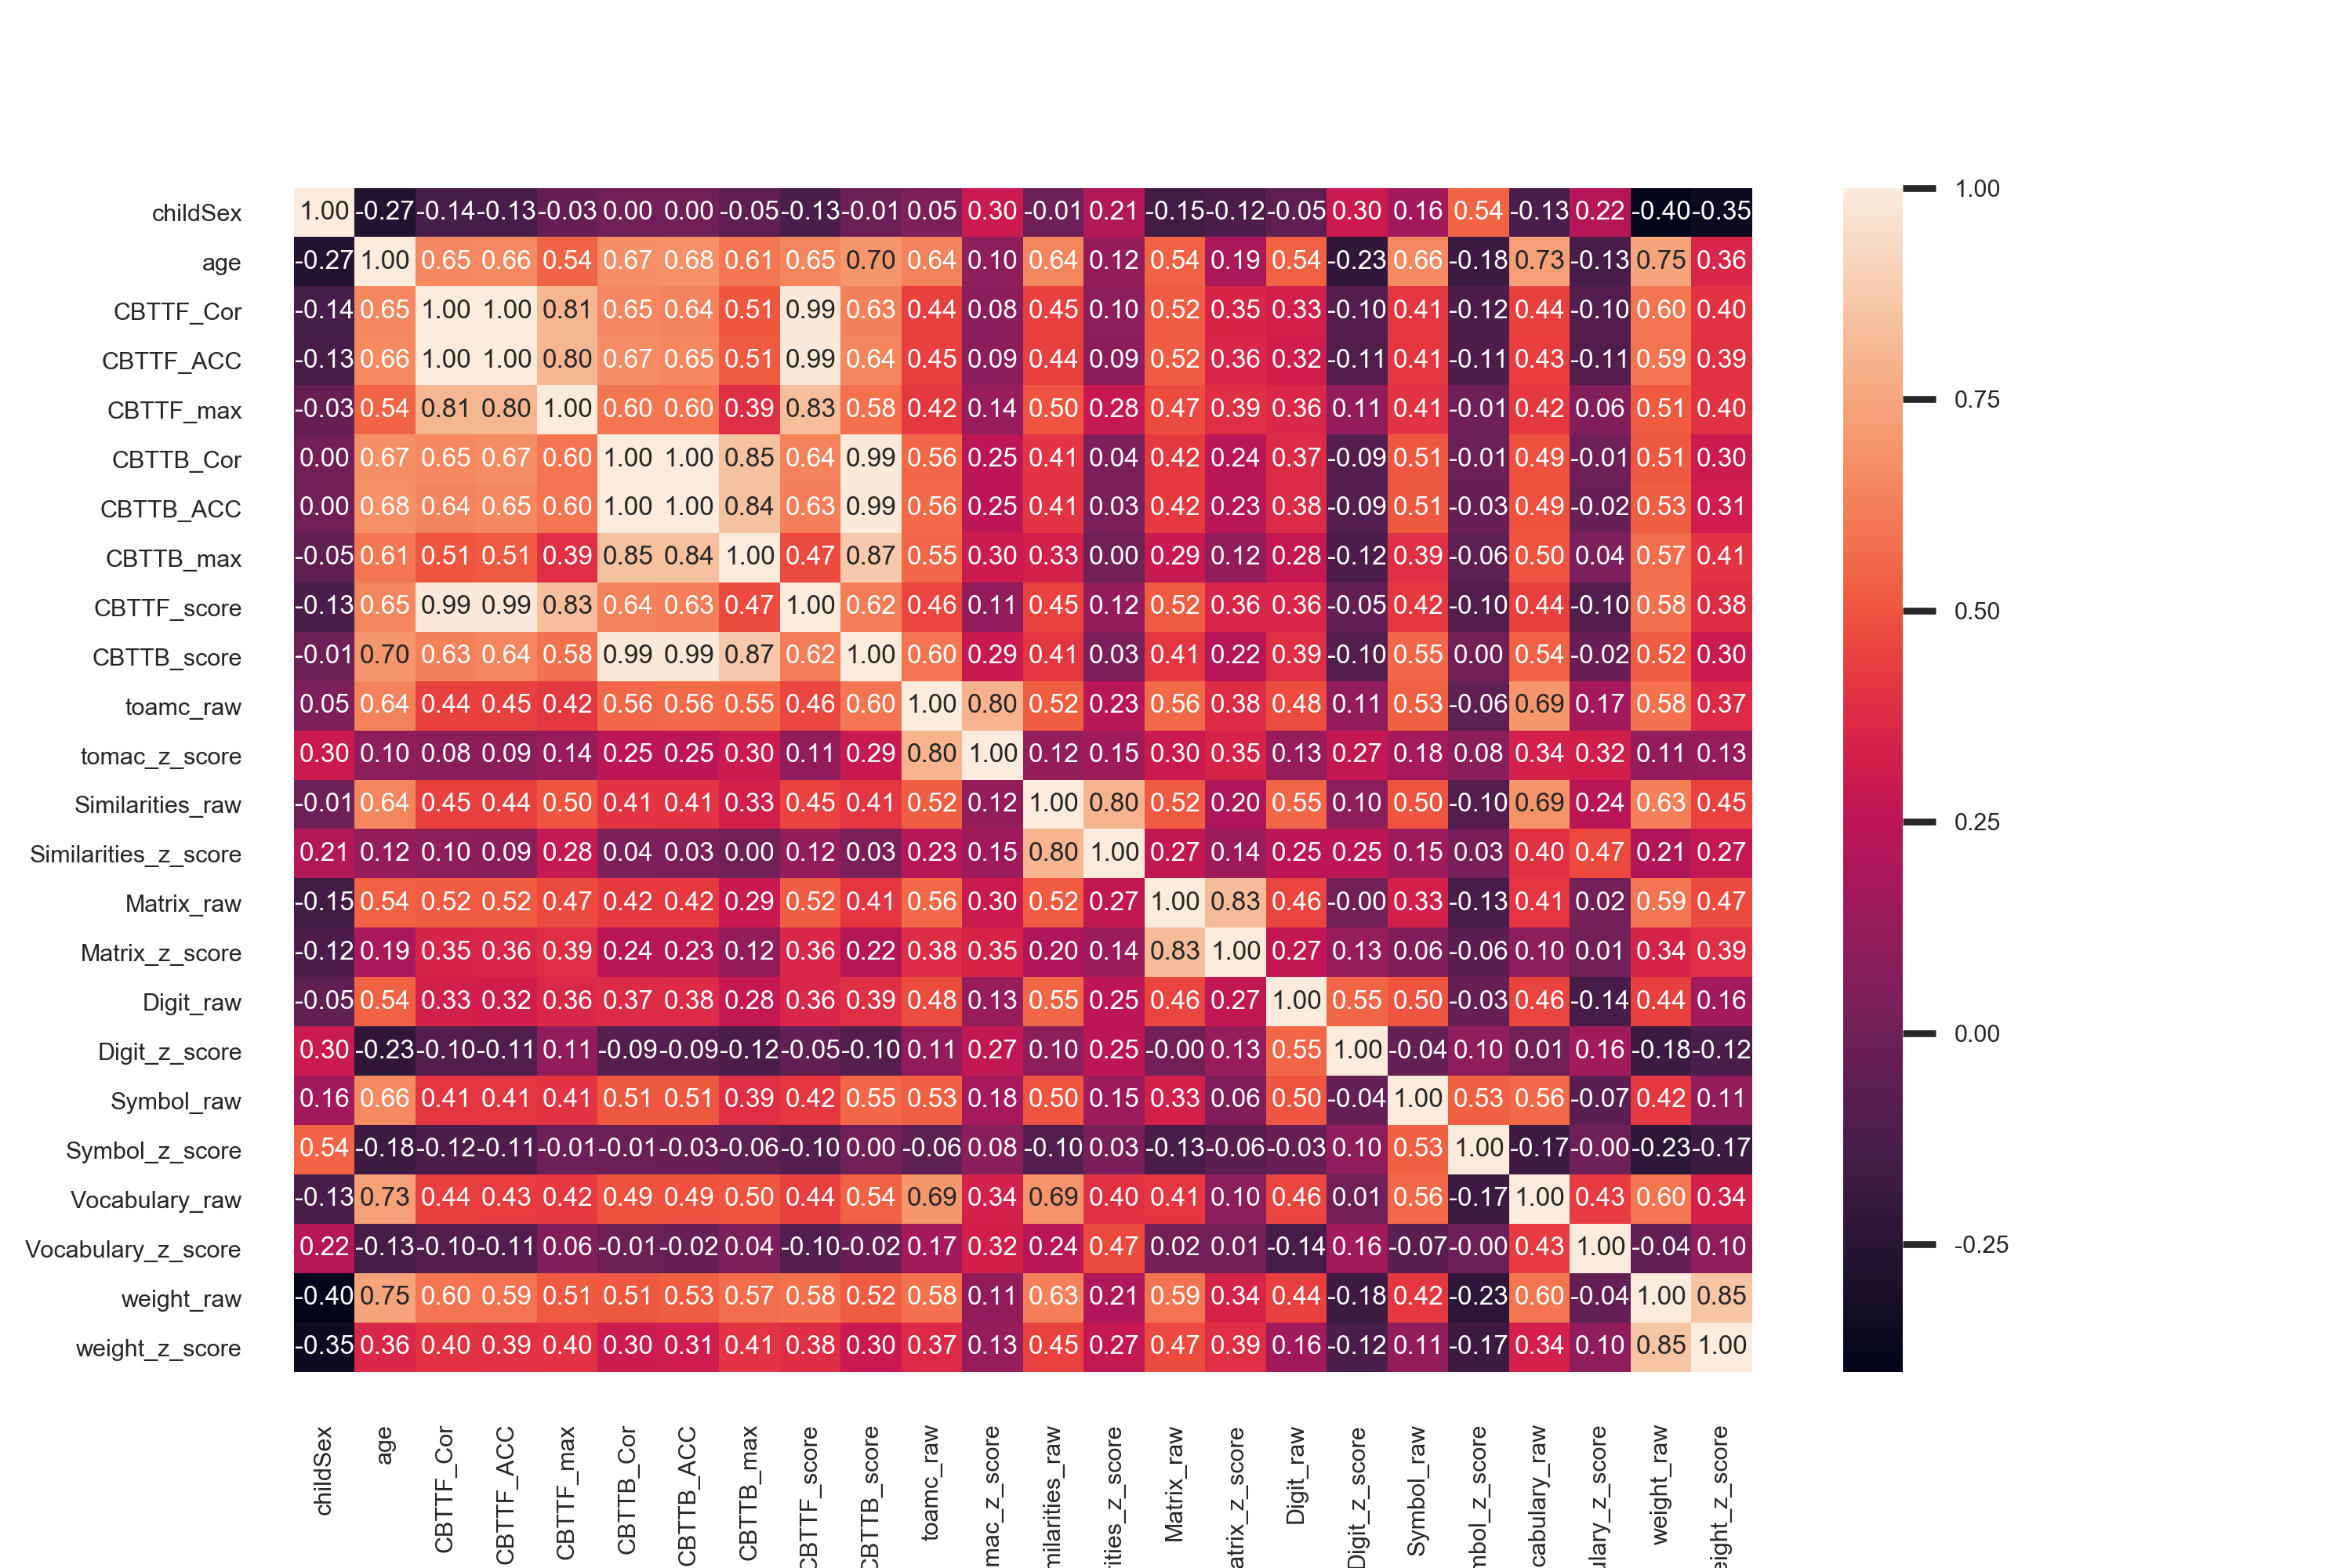 childSex 1.00 -0.27 -0.14 -0.13 -0.03 0.00 0.00 -0.05 -0.13 -0.01 0.05 0.30 -0.01 0.21 -0.15 -0.12 -0.05 0.30 0.16 0.54 -0.13 0.22 -0.40 -0.35
age -0.27 1.00 0.65 0.66 0.54 0.67 0.68 0.61 0.65 0.70 0.64 0.10 0.64 0.12 0.54 0.19 0.54 -0.23 0.66 -0.18 0.73 -0.13 0.75 0.36
CBTTF_Cor -0.14 0.65 1.00 1.00 0.81 0.65 0.64 0.51 0.99 0.63 0.44 0.08 0.45 0.10 0.52 0.35 0.33 -0.10 0.41 -0.12 0.44 -0.10 0.60 0.40
CBTTF_ACC -0.13 0.66 1.00 1.00 0.80 0.67 0.65 0.51 0.99 0.64 0.45 0.09 0.44 0.09 0.52 0.36 0.32 -0.11 0.41 -0.11 0.43 -0.11 0.59 0.39
CBTTF_max -0.03 0.54 0.81 0.80 1.00 0.60 0.60 0.39 0.83 0.58 0.42 0.14 0.50 0.28 0.47 0.39 0.36 0.11 0.41 -0.01 0.42 0.06 0.51 0.40
CBTTB_Cor 0.00 0.67 0.65 0.67 0.60 1.00 1.00 0.85 0.64 0.99 0.56 0.25 0.41 0.04 0.42 0.24 0.37 -0.09 0.51 -0.01 0.49 -0.01 0.51 0.30
CBTTB_ACC 0.00 0.68 0.64 0.65 0.60 1.00 1.00 0.84 0.63 0.99 0.56 0.25 0.41 0.03 0.42 0.23 0.38 -0.09 0.51 -0.03 0.49 -0.02 0.53 0.31
CBTTB_max -0.05 0.61 0.51 0.51 0.39 0.85 0.84 1.00 0.47 0.87 0.55 0.30 0.33 0.00 0.29 0.12 0.28 -0.12 0.39 -0.06 0.50 0.04 0.57 0.41
CBTTF_score -0.13 0.65 0.99 0.99 0.83 0.64 0.63 0.47 1.00 0.62 0.46 0.11 0.45 0.12 0.52 0.36 0.36 -0.05 0.42 -0.10 0.44 -0.10 0.58 0.38
CBTTB_score -0.01 0.70 0.63 0.64 0.58 0.99 0.99 0.87 0.62 1.00 0.60 0.29 0.41 0.03 0.41 0.22 0.39 -0.10 0.55 0.00 0.54 -0.02 0.52 0.30
toamc_raw 0.05 0.64 0.44 0.45 0.42 0.56 0.56 0.55 0.46 0.60 1.00 0.80 0.52 0.23 0.56 0.38 0.48 0.11 0.53 -0.06 0.69 0.17 0.58 0.37
tomac_z_score 0.30 0.10 0.08 0.09 0.14 0.25 0.25 0.30 0.11 0.29 0.80 1.00 0.12 0.15 0.30 0.35 0.13 0.27 0.18 0.08 0.34 0.32 0.11 0.13
Similarities_raw -0.01 0.64 0.45 0.44 0.50 0.41 0.41 0.33 0.45 0.41 0.52 0.12 1.00 0.80 0.52 0.20 0.55 0.10 0.50 -0.10 0.69 0.24 0.63 0.45
Similarities_z_score 0.21 0.12 0.10 0.09 0.28 0.04 0.03 0.00 0.12 0.03 0.23 0.15 0.80 1.00 0.27 0.14 0.25 0.25 0.15 0.03 0.40 0.47 0.21 0.27
Matrix_raw -0.15 0.54 0.52 0.52 0.47 0.42 0.42 0.29 0.52 0.41 0.56 0.30 0.52 0.27 1.00 0.83 0.46 -0.00 0.33 -0.13 0.41 0.02 0.59 0.47
Matrix_z_score -0.12 0.19 0.35 0.36 0.39 0.24 0.23 0.12 0.36 0.22 0.38 0.35 0.20 0.14 0.83 1.00 0.27 0.13 0.06 -0.06 0.10 0.01 0.34 0.39
Digit_raw -0.05 0.54 0.33 0.32 0.36 0.37 0.38 0.28 0.36 0.39 0.48 0.13 0.55 0.25 0.46 0.27 1.00 0.55 0.50 -0.03 0.46 -0.14 0.44 0.16
Digit_z_score 0.30 -0.23 -0.10 -0.11 0.11 -0.09 -0.09 -0.12 -0.05 -0.10 0.11 0.27 0.10 0.25 -0.00 0.13 0.55 1.00 -0.04 0.10 0.01 0.16 -0.18 -0.12
Symbol_raw 0.16 0.66 0.41 0.41 0.41 0.51 0.51 0.39 0.42 0.55 0.53 0.18 0.50 0.15 0.33 0.06 0.50 -0.04 1.00 0.53 0.56 -0.07 0.42 0.11
Symbol_z_score 0.54 -0.18 -0.12 -0.11 -0.01 -0.01 -0.03 -0.06 -0.10 0.00 -0.06 0.08 -0.10 0.03 -0.13 -0.06 -0.03 0.10 0.53 1.00 -0.17 -0.00 -0.23 -0.17
Vocabulary_raw -0.13 0.73 0.44 0.43 0.42 0.49 0.49 0.50 0.44 0.54 0.69 0.34 0.69 0.40 0.41 0.10 0.46 0.01 0.56 -0.17 1.00 0.43 0.60 0.34
Vocabulary_z_score 0.22 -0.13 -0.10 -0.11 0.06 -0.01 -0.02 0.04 -0.10 -0.02 0.17 0.32 0.24 0.47 0.02 0.01 -0.14 0.16 -0.07 -0.00 0.43 1.00 -0.04 0.10
weight_raw -0.40 0.75 0.60 0.59 0.51 0.51 0.53 0.57 0.58 0.52 0.58 0.11 0.63 0.21 0.59 0.34 0.44 -0.18 0.42 -0.23 0.60 -0.04 1.00 0.85
weight_z_score -0.35 0.36 0.40 0.39 0.40 0.30 0.31 0.41 0.38 0.30 0.37 0.13 0.45 0.27 0.47 0.39 0.16 -0.12 0.11 -0.17 0.34 0.10 0.85 1.00
childSex
age
CBTTF_Cor
CBTTF_ACC
CBTTF_max
CBTTB_Cor
CBTTB_ACC
CBTTB_max
CBTTF_score
CBTTB_score
toamc_raw
mac_z_score
milarities_raw
rities_z_score
Matrix_raw
atrix_z_score
Digit_raw
Digit_z_score
Symbol_raw
mbol_z_score
cabulary_raw
ulary_z_score
weight_raw
eight_z_score
1.00
0.75
0.50
0.25
0.00
-0.25